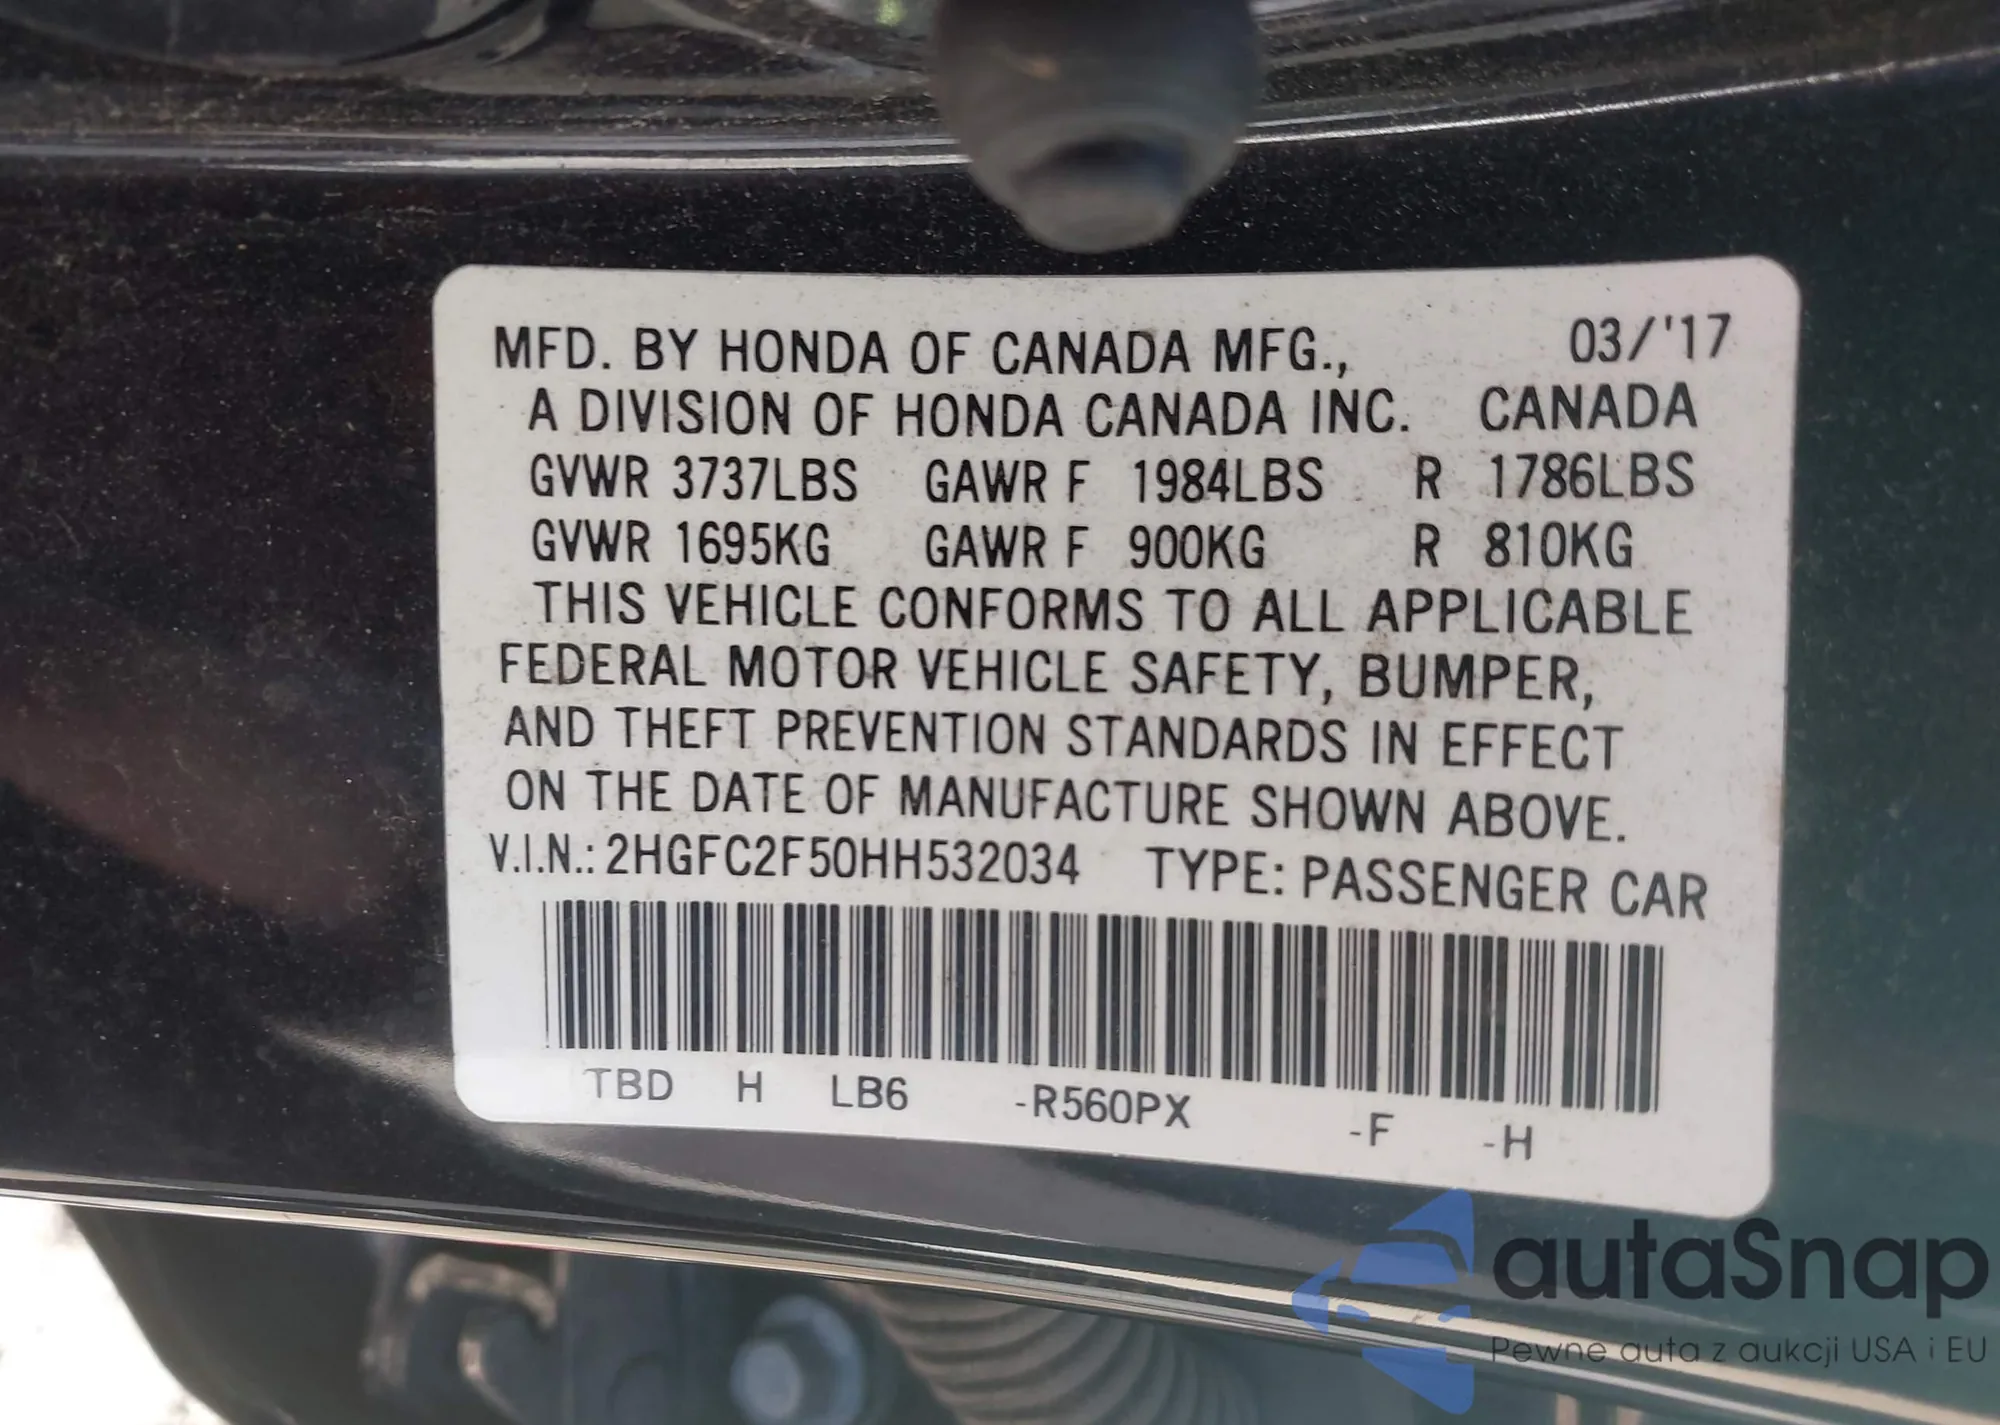 MFD. BY HONDA OF CANADA MFG., 03/'17
A DIVISION OF HONDA CANADA INC. CANADA
GVWR 3737LBS GAWR F 1984LBS R 1786LBS
GVWR 1695KG GAWR F 900KG R 810KG
THIS VEHICLE CONFORMS TO ALL APPLICABLE
FEDERAL MOTOR VEHICLE SAFETY, BUMPER,
AND THEFT PREVENTION STANDARDS IN EFFECT
ON THE DATE OF MANUFACTURE SHOWN ABOVE.
V.I.N.: 2HGFC2F50HH532034 TYPE: PASSENGER CAR
TBD H LB6 -R560PX -F -H
autaSnap
Pewne auta z aukcji USA i EU